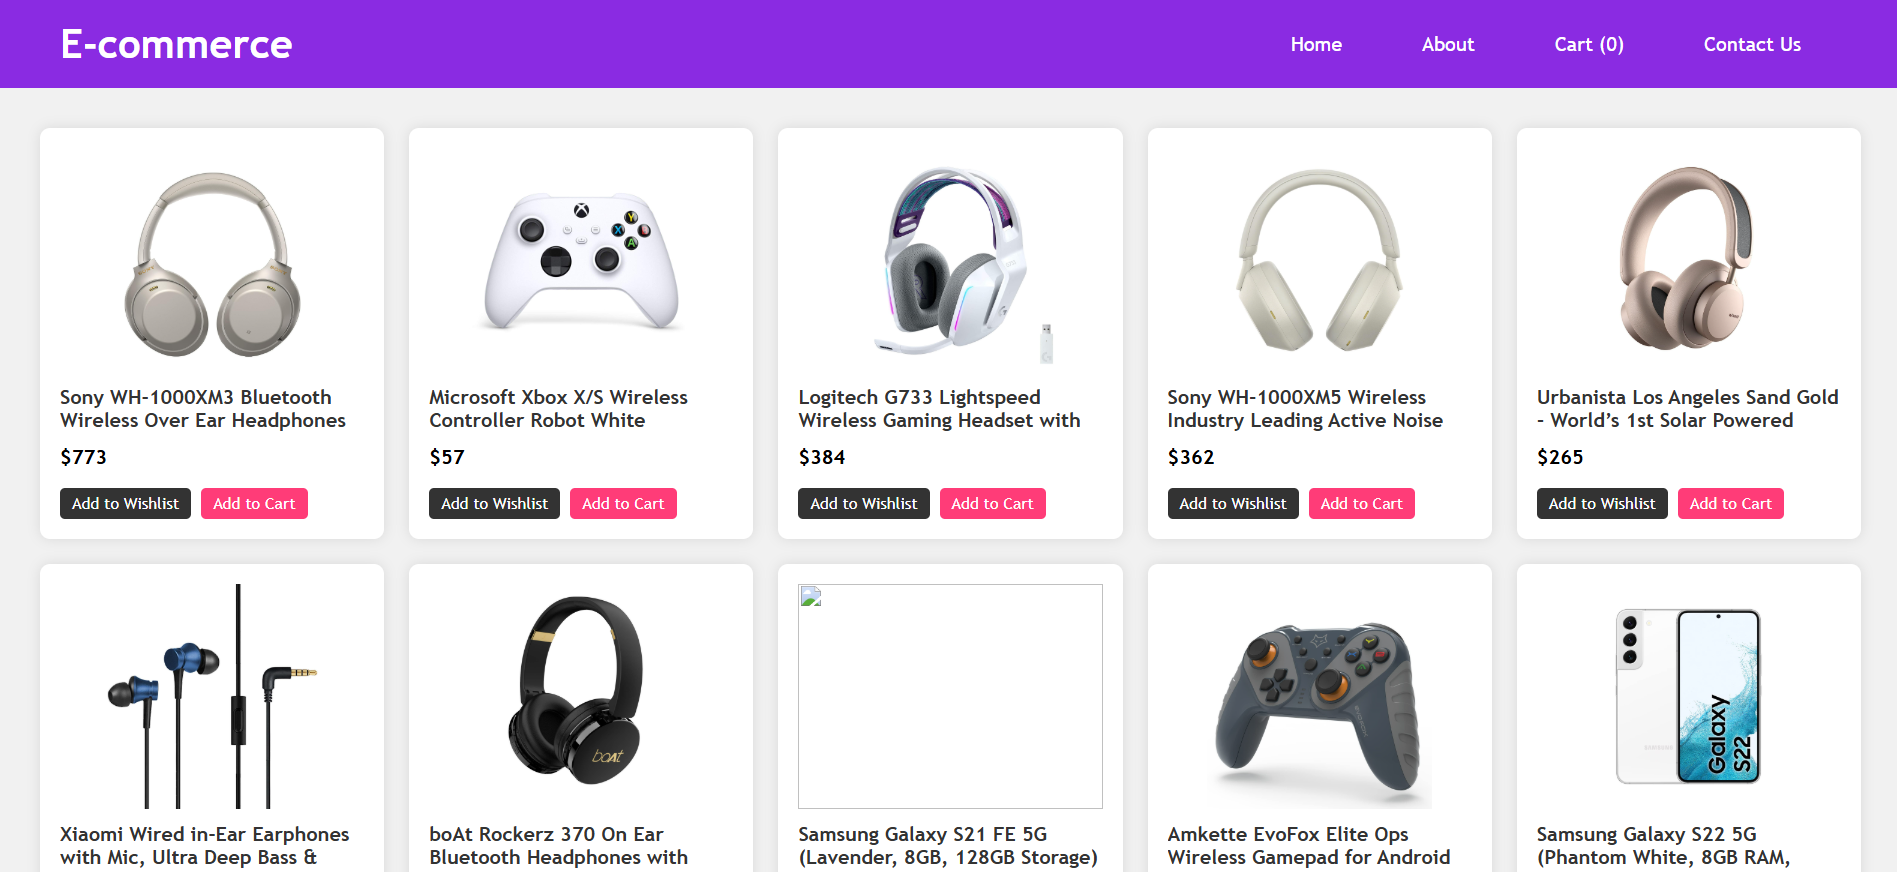 E-commerce
Home
About
Cart (0)
Contact Us
Sony WH-1000XM3 Bluetooth
Wireless Over Ear Headphones
$773
Add to Wishlist
Add to Cart
Microsoft Xbox X/S Wireless
Controller Robot White
$57
Add to Wishlist
Add to Cart
Logitech G733 Lightspeed
Wireless Gaming Headset with
$384
Add to Wishlist
Add to Cart
Sony WH-1000XM5 Wireless
Industry Leading Active Noise
$362
Add to Wishlist
Add to Cart
Urbanista Los Angeles Sand Gold
- World’s 1st Solar Powered
$265
Add to Wishlist
Add to Cart
Xiaomi Wired in-Ear Earphones
with Mic, Ultra Deep Bass &
boAt
boAt Rockerz 370 On Ear
Bluetooth Headphones with
Samsung Galaxy S21 FE 5G
(Lavender, 8GB, 128GB Storage)
Amkette EvoFox Elite Ops
Wireless Gamepad for Android
Galaxy
S22
Samsung Galaxy S22 5G
(Phantom White, 8GB RAM,